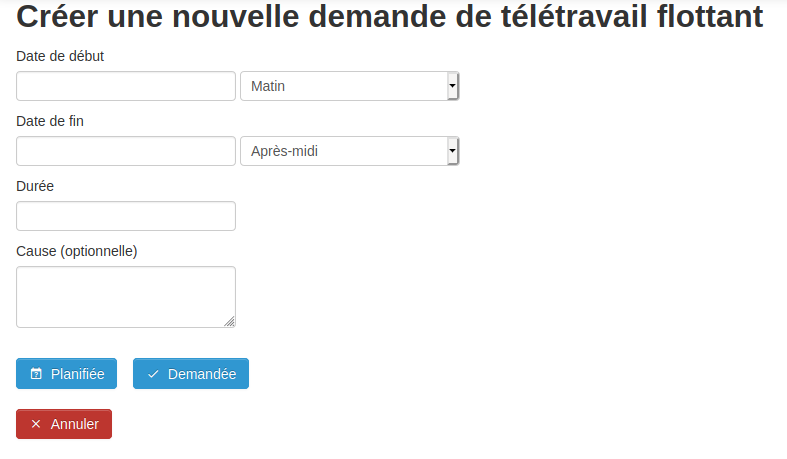 Créer une nouvelle demande de télétravail flottant
Date de début
Matin
Date de fin
Après-midi
Durée
Cause (optionnelle)
Planifiée Demandée
Annuler